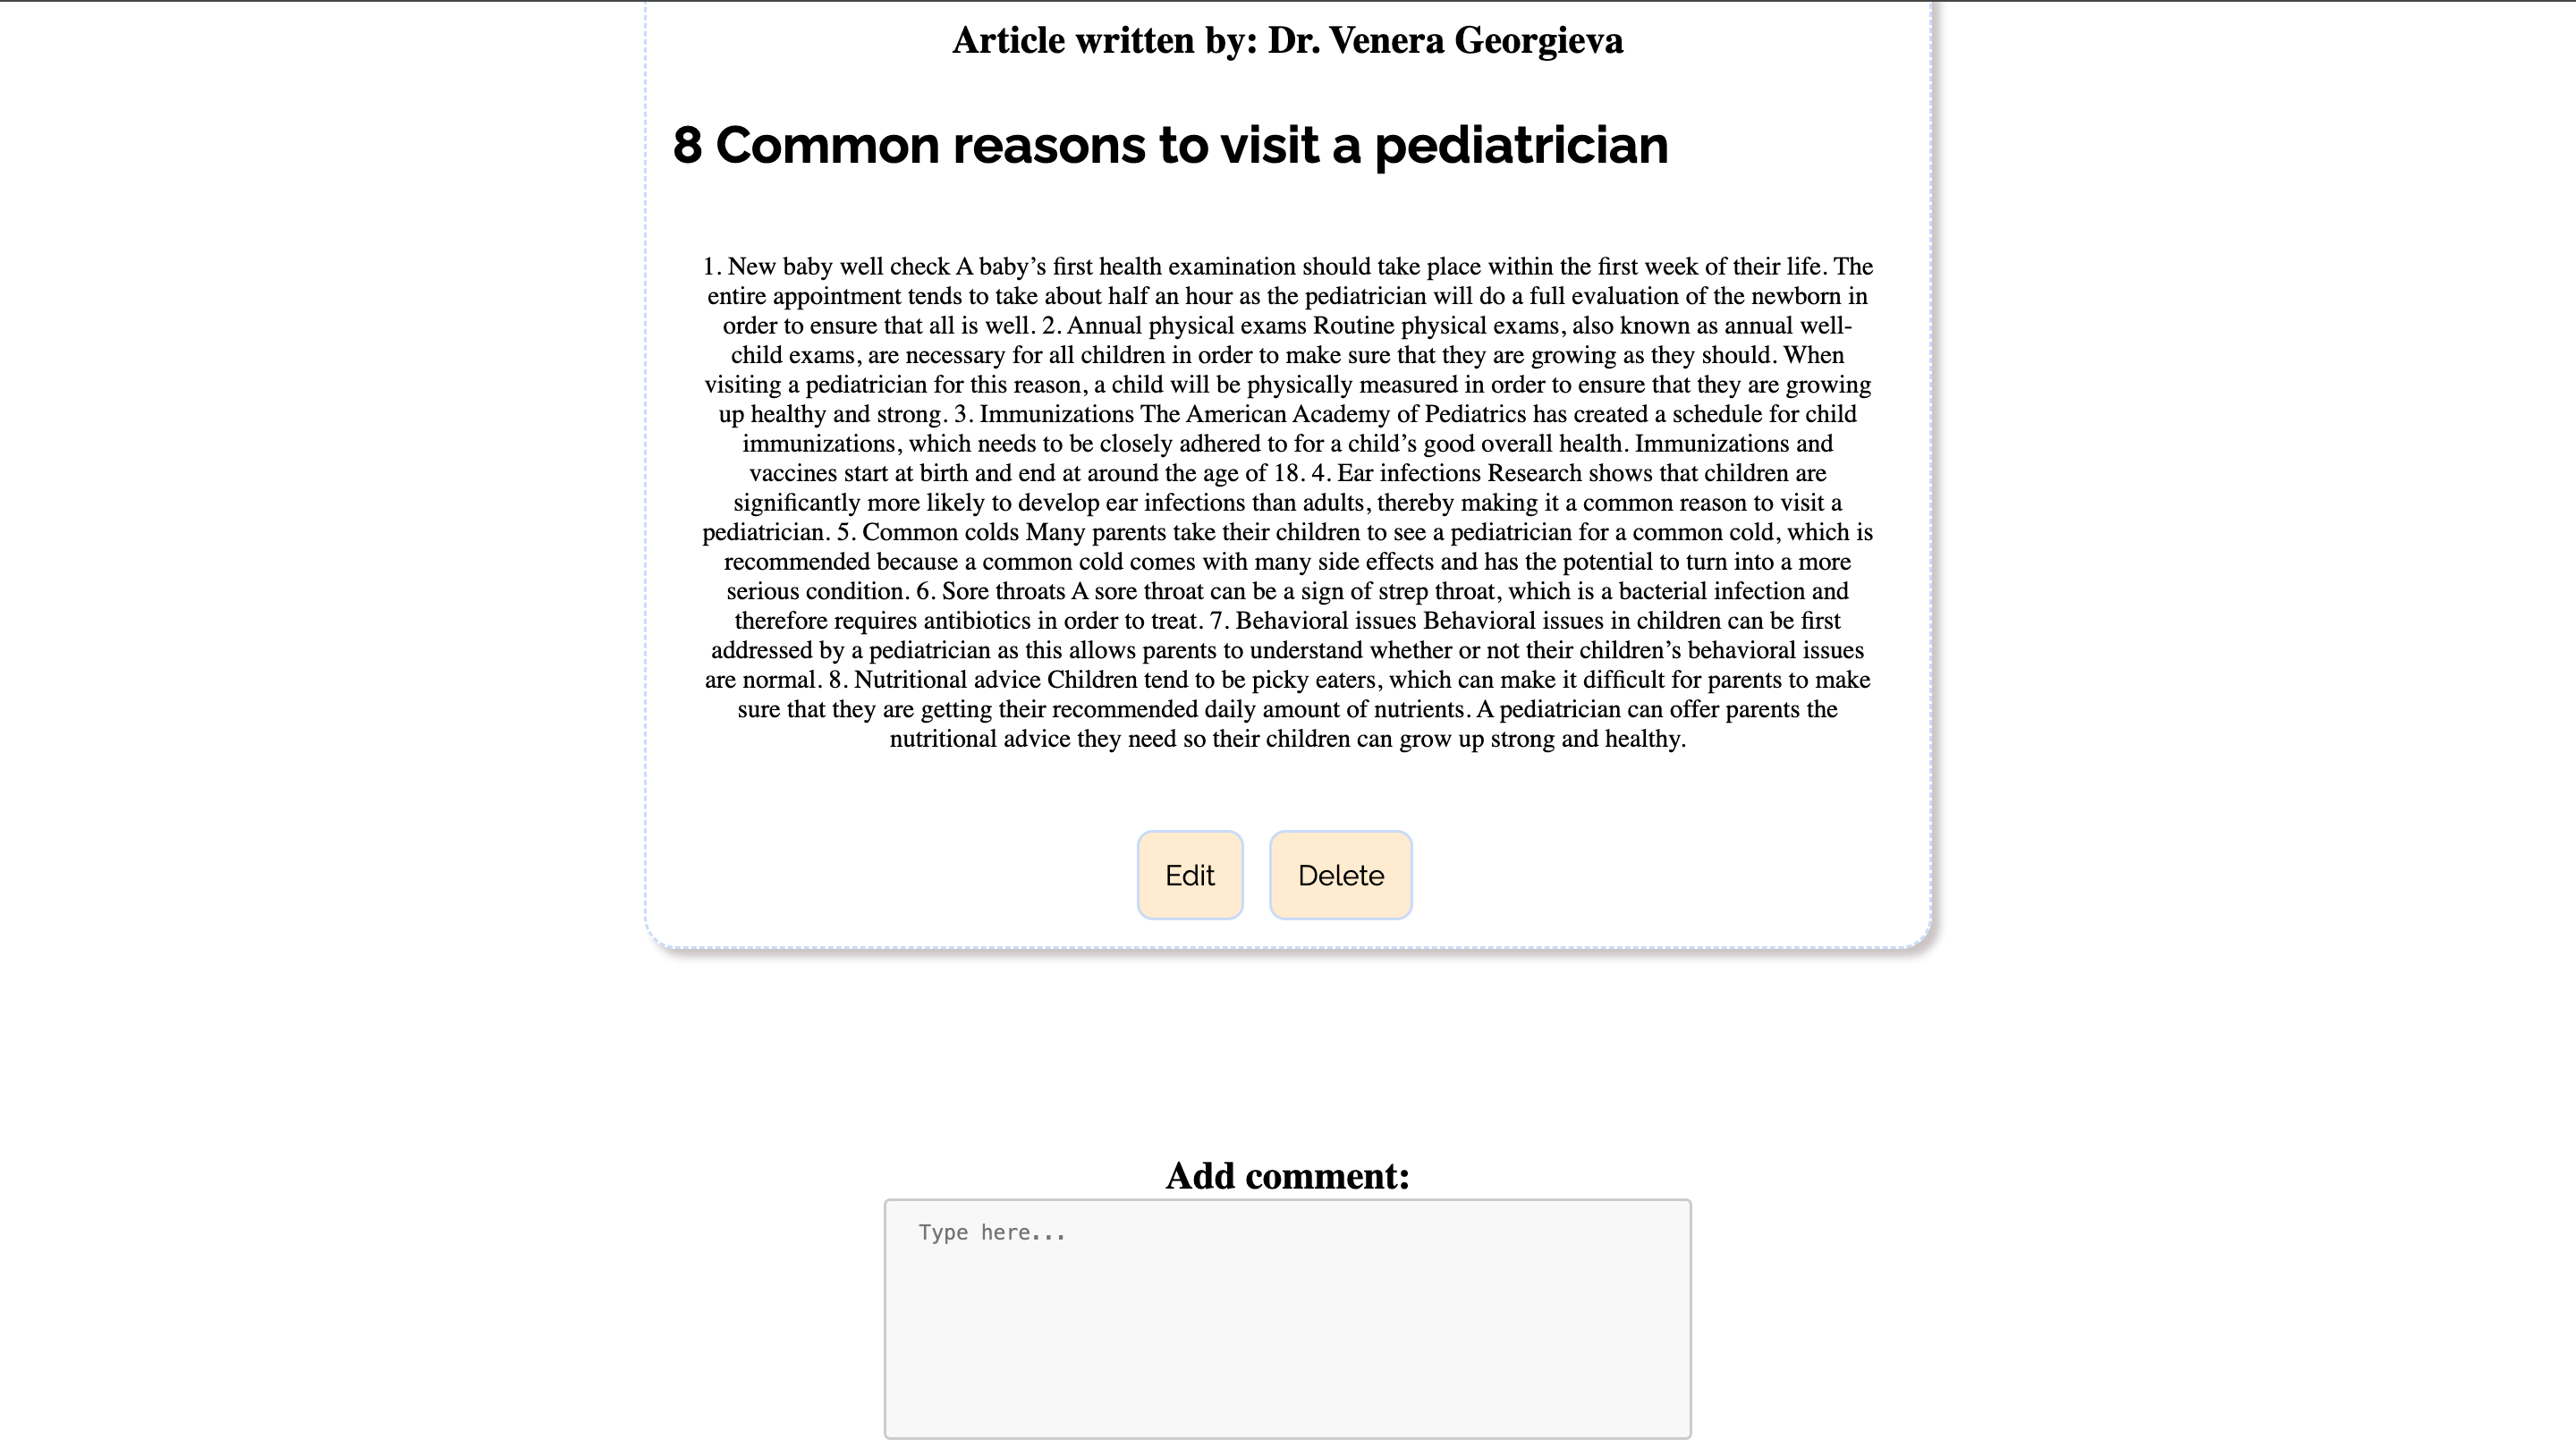 Article written by: Dr. Venera Georgieva
8 Common reasons to visit a pediatrician
1. New baby well check A baby’s first health examination should take place within the first week of their life. The
entire appointment tends to take about half an hour as the pediatrician will do a full evaluation of the newborn in
order to ensure that all is well. 2. Annual physical exams Routine physical exams, also known as annual well-
child exams, are necessary for all children in order to make sure that they are growing as they should. When
visiting a pediatrician for this reason, a child will be physically measured in order to ensure that they are growing
up healthy and strong. 3. Immunizations The American Academy of Pediatrics has created a schedule for child
immunizations, which needs to be closely adhered to for a child’s good overall health. Immunizations and
vaccines start at birth and end at around the age of 18. 4. Ear infections Research shows that children are
significantly more likely to develop ear infections than adults, thereby making it a common reason to visit a
pediatrician. 5. Common colds Many parents take their children to see a pediatrician for a common cold, which is
recommended because a common cold comes with many side effects and has the potential to turn into a more
serious condition. 6. Sore throats A sore throat can be a sign of strep throat, which is a bacterial infection and
therefore requires antibiotics in order to treat. 7. Behavioral issues Behavioral issues in children can be first
addressed by a pediatrician as this allows parents to understand whether or not their children’s behavioral issues
are normal. 8. Nutritional advice Children tend to be picky eaters, which can make it difficult for parents to make
sure that they are getting their recommended daily amount of nutrients. A pediatrician can offer parents the
nutritional advice they need so their children can grow up strong and healthy.
Edit Delete
Add comment:
Type here...